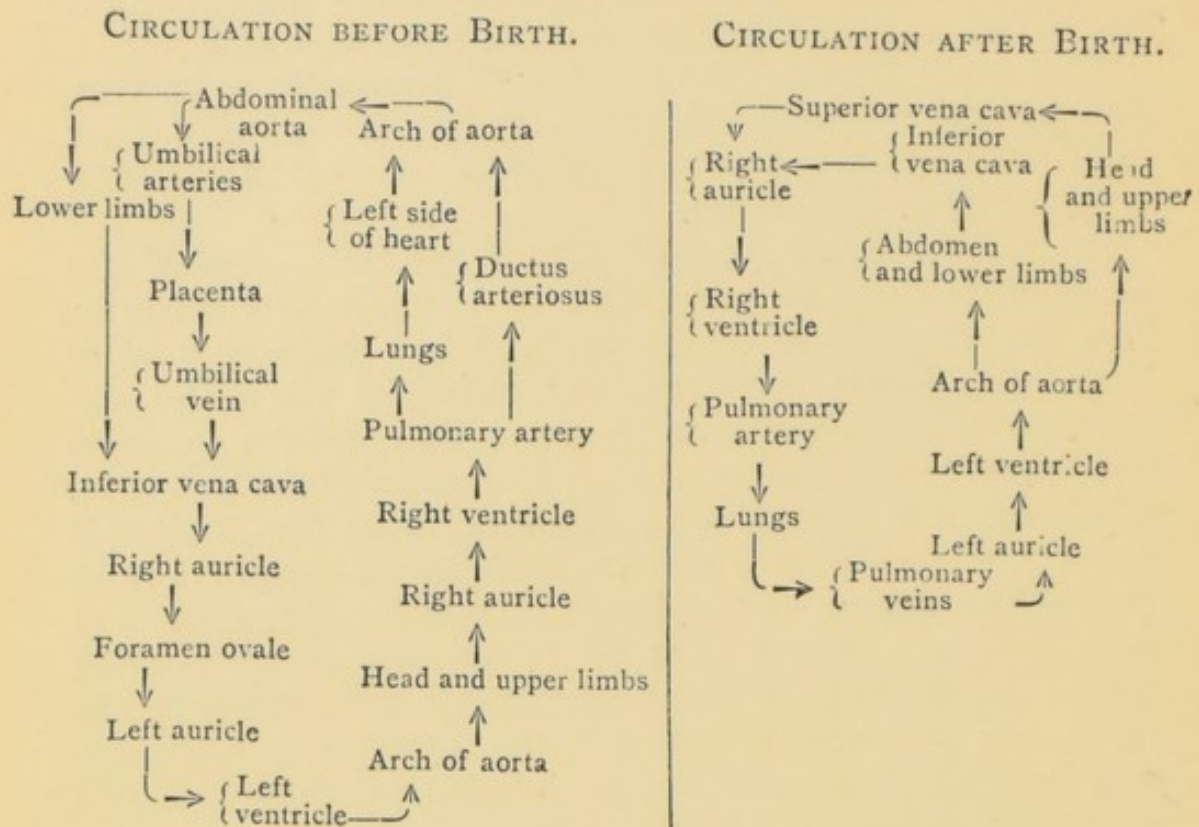 CIRCULATION BEFORE BIRTH.
Abdominal
aorta
Arch of aorta
Umbilical
arteries
Lower limbs
Left side
of heart
Ductus
arteriosus
Placenta
Lungs
Umbilical
vein
Pulmonary artery
Inferior vena cava
Right ventricle
Right auricle
Right auricle
Foramen ovale
Head and upper limbs
Left auricle
Arch of aorta
Left
ventricle
CIRCULATION AFTER BIRTH.
Superior vena cava
Inferior
vena cava
Right
auricle
Head
and upper
limbs
Abdomen
and lower limbs
Right
ventricle
Arch of aorta
Pulmonary
artery
Left ventricle
Lungs
Left auricle
Pulmonary
veins